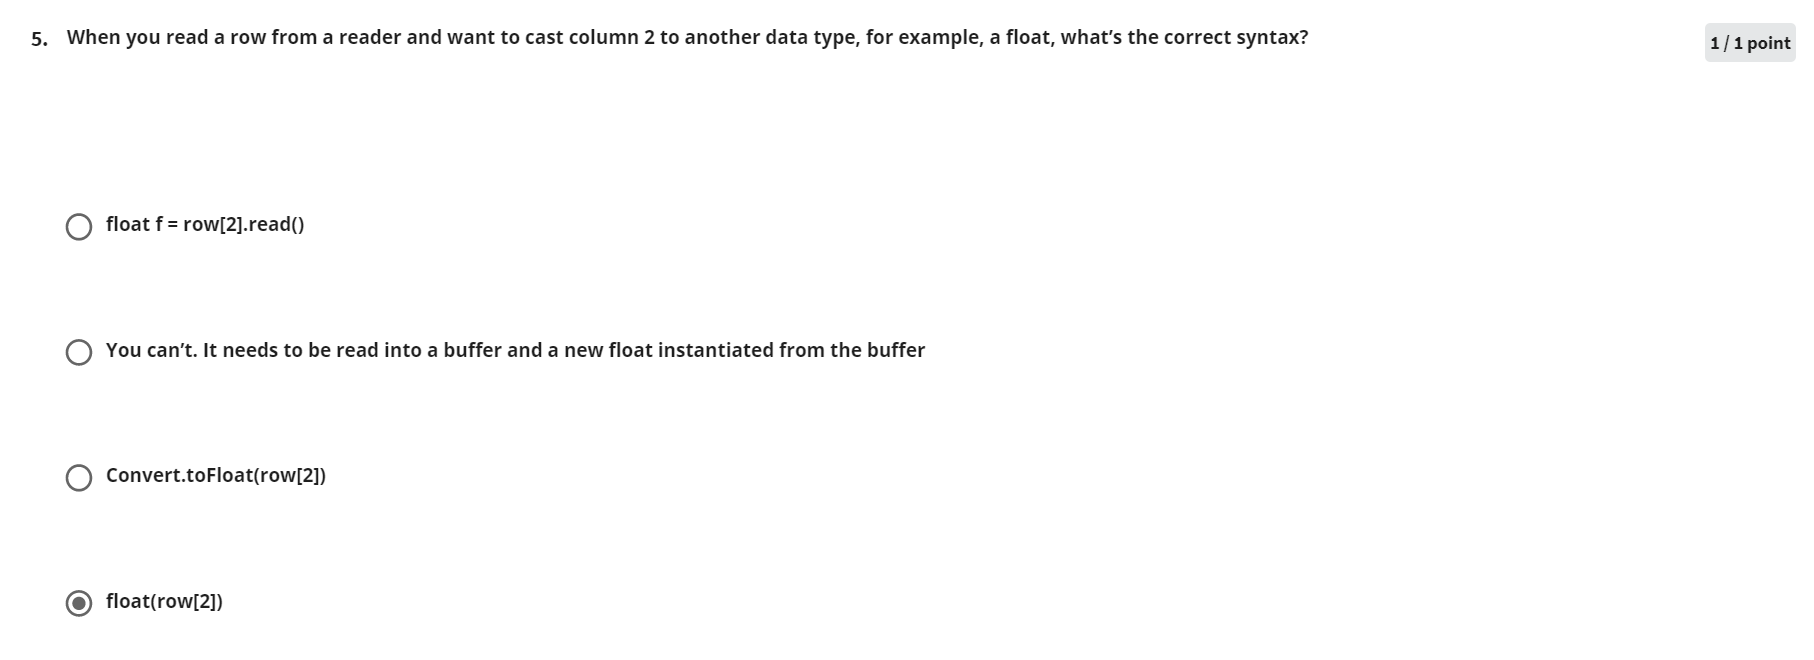 5. When you read a row from a reader and want to cast column 2 to another data type, for example, a float, what’s the correct syntax?
1 / 1 point
float f = row[2].read()
You can’t. It needs to be read into a buffer and a new float instantiated from the buffer
Convert.toFloat(row[2])
float(row[2])